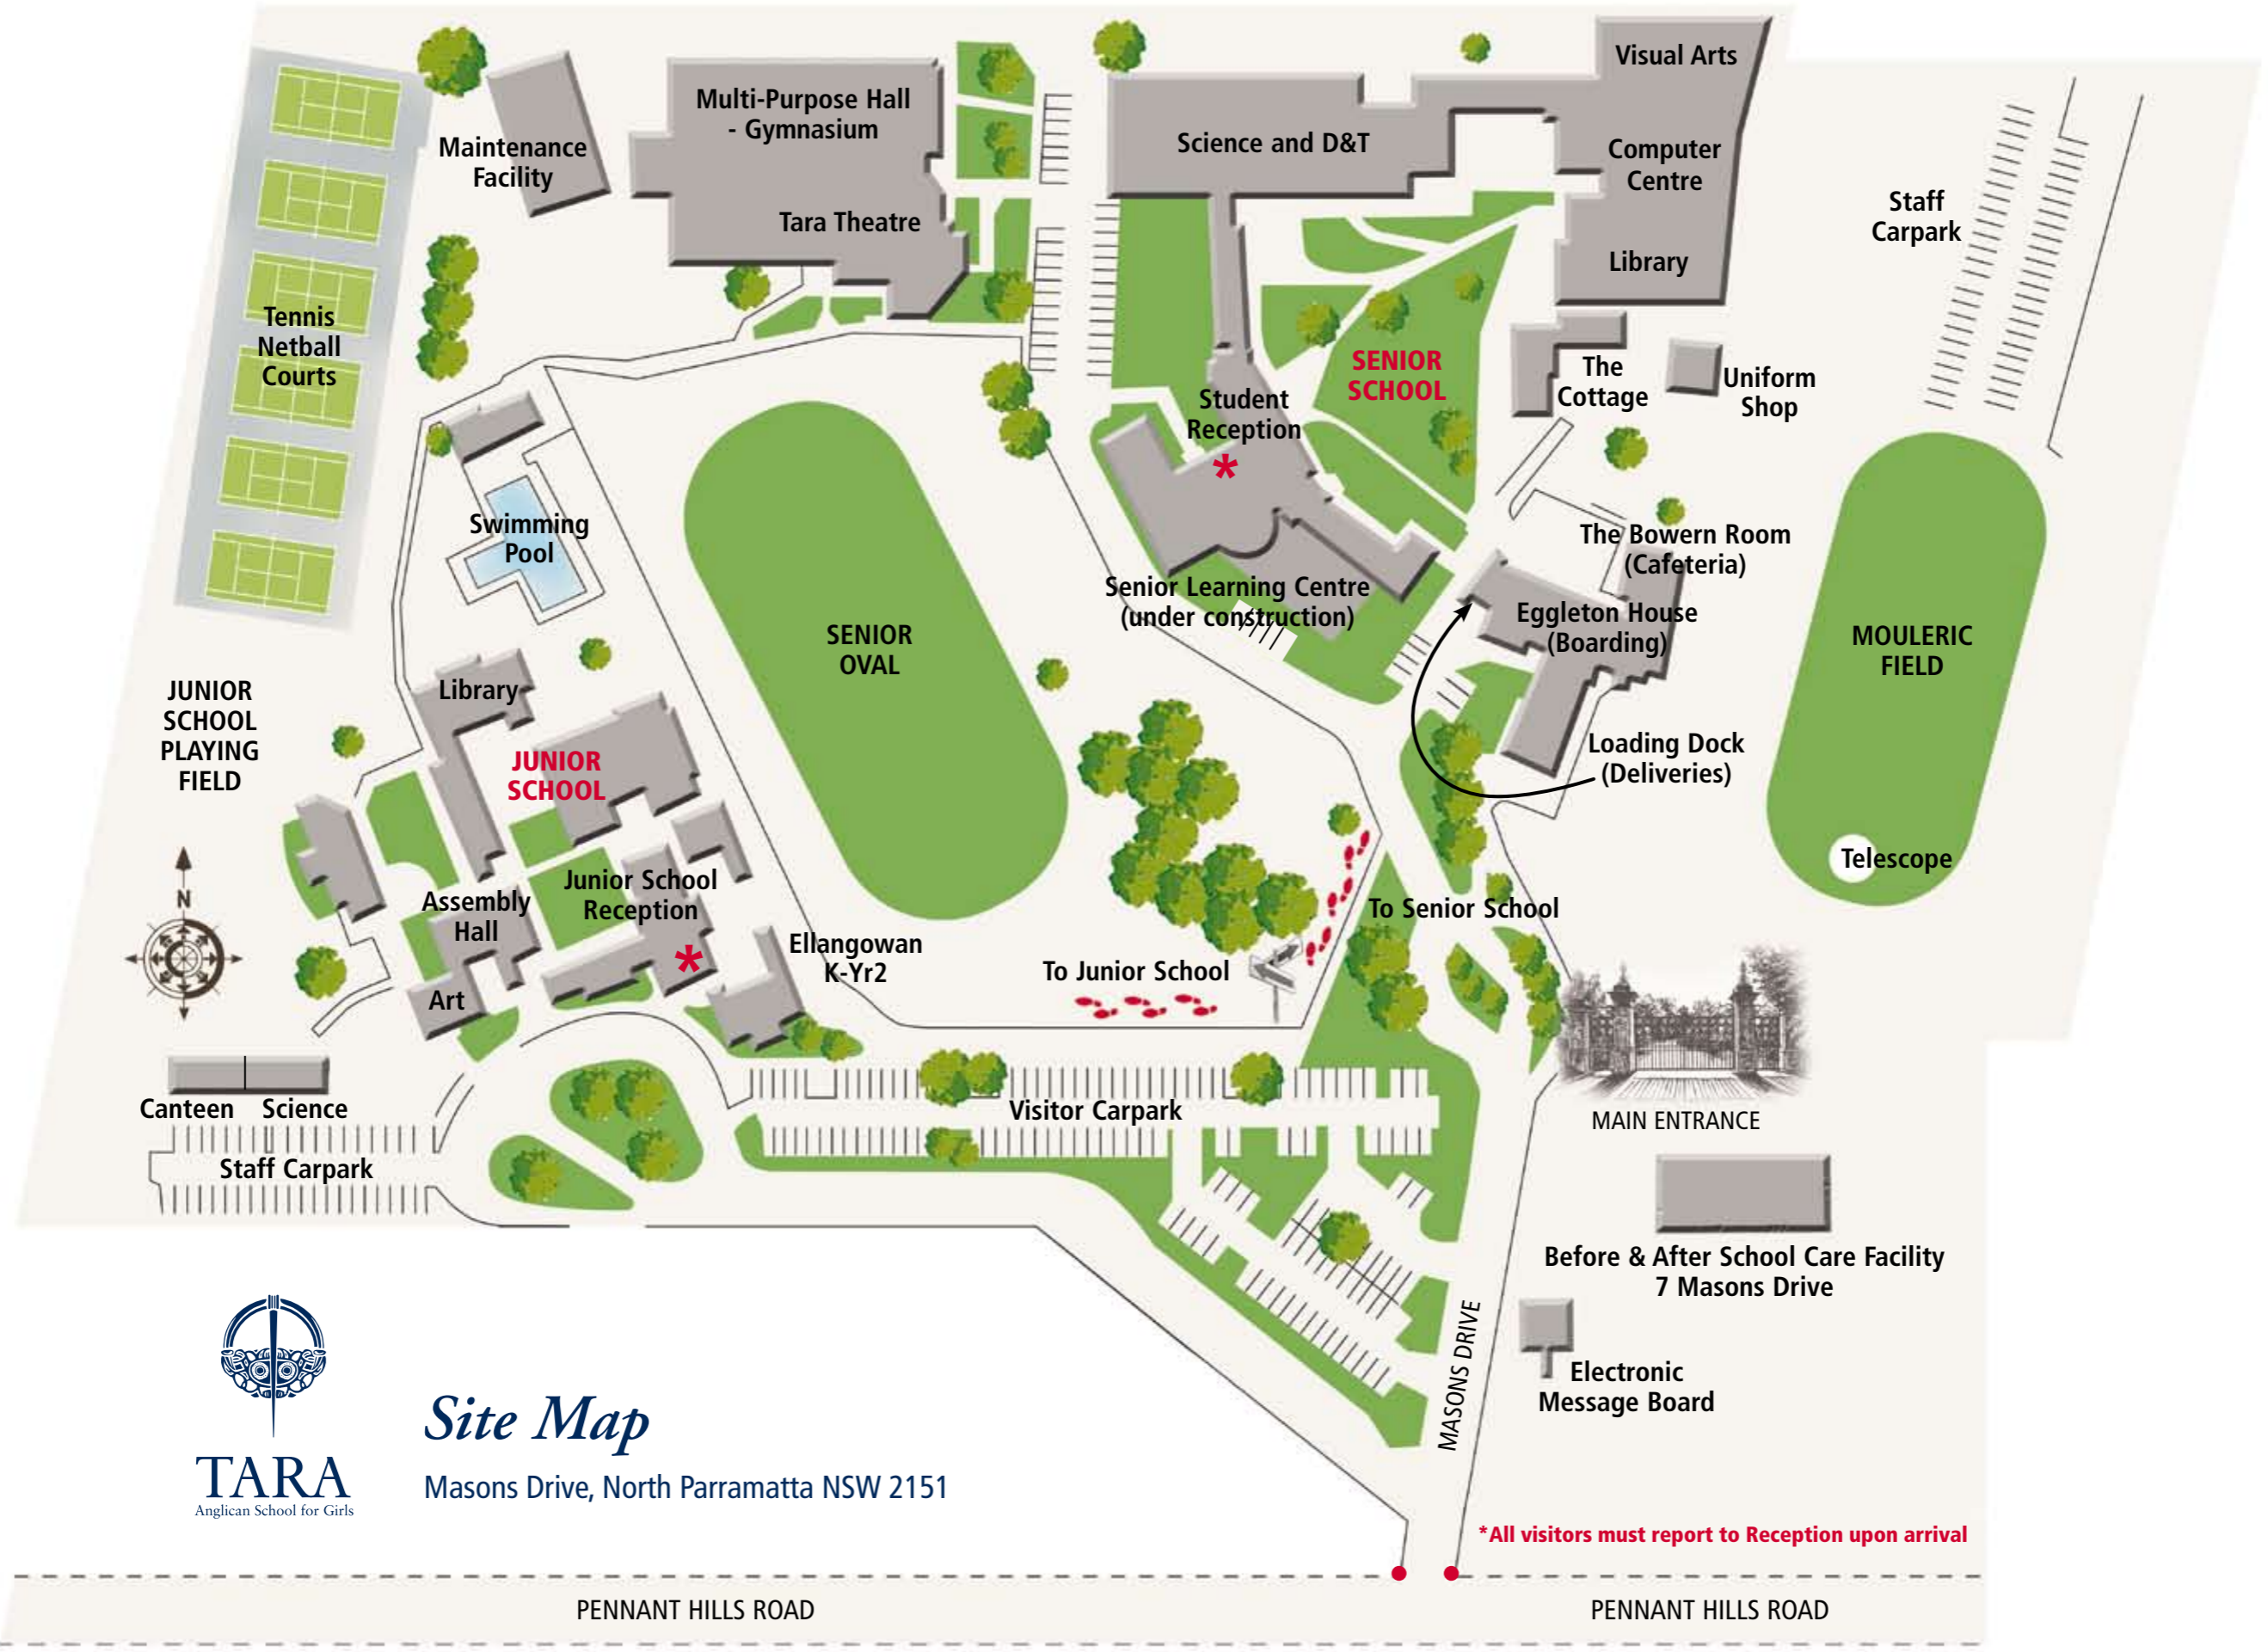 Visual Arts
Multi-Purpose Hall
- Gymnasium
Maintenance
Facility
Science and D&T
Computer
Centre
Staff
Carpark
Tara Theatre
Library
Tennis
Netball
Courts
SENIOR
SCHOOL
The
Cottage
Uniform
Shop
Student
Reception
*
Swimming
Pool
The Bowern Room
(Cafeteria)
Senior Learning Centre
(under construction)
Eggleton House
(Boarding)
SENIOR
OVAL
MOULERIC
FIELD
JUNIOR
SCHOOL
PLAYING
FIELD
Library
JUNIOR
SCHOOL
Loading Dock
(Deliveries)
Telescope
N
Assembly
Hall
Junior School
Reception
*
To Senior School
Ellangowan
K-Yr2
To Junior School
Art
Canteen
Science
Visitor Carpark
MAIN ENTRANCE
Staff Carpark
Before & After School Care Facility
7 Masons Drive
MASONS DRIVE
Electronic
Message Board
TARA
Anglican School for Girls
Site Map
Masons Drive, North Parramatta NSW 2151
*All visitors must report to Reception upon arrival
PENNANT HILLS ROAD
PENNANT HILLS ROAD